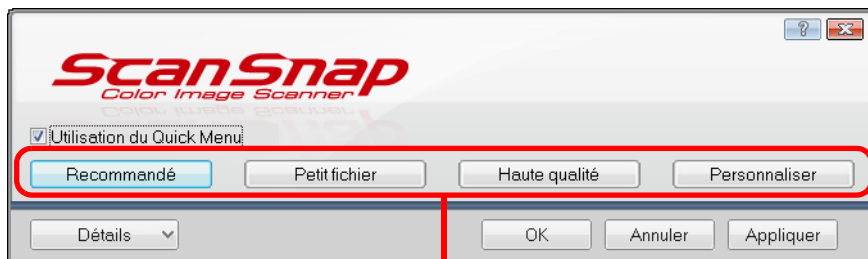 ScanSnap
Color Image Scanner
Utilisation du Quick Menu
Recommandé Petit fichier Haute qualité Personnaliser
Détails OK Annuler Appliquer